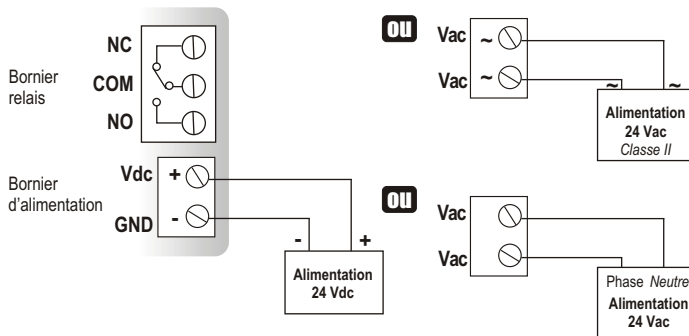 NC
Bornier
relais
COM
NO
Bornier
d'alimentation
Vdc
+
GND
-
- +
Alimentation
24 Vdc
ou
Vac ~
Vac ~
~ ~
Alimentation
24 Vac
Classe II
ou
Vac
Vac
Phase Neutre
Alimentation
24 Vac